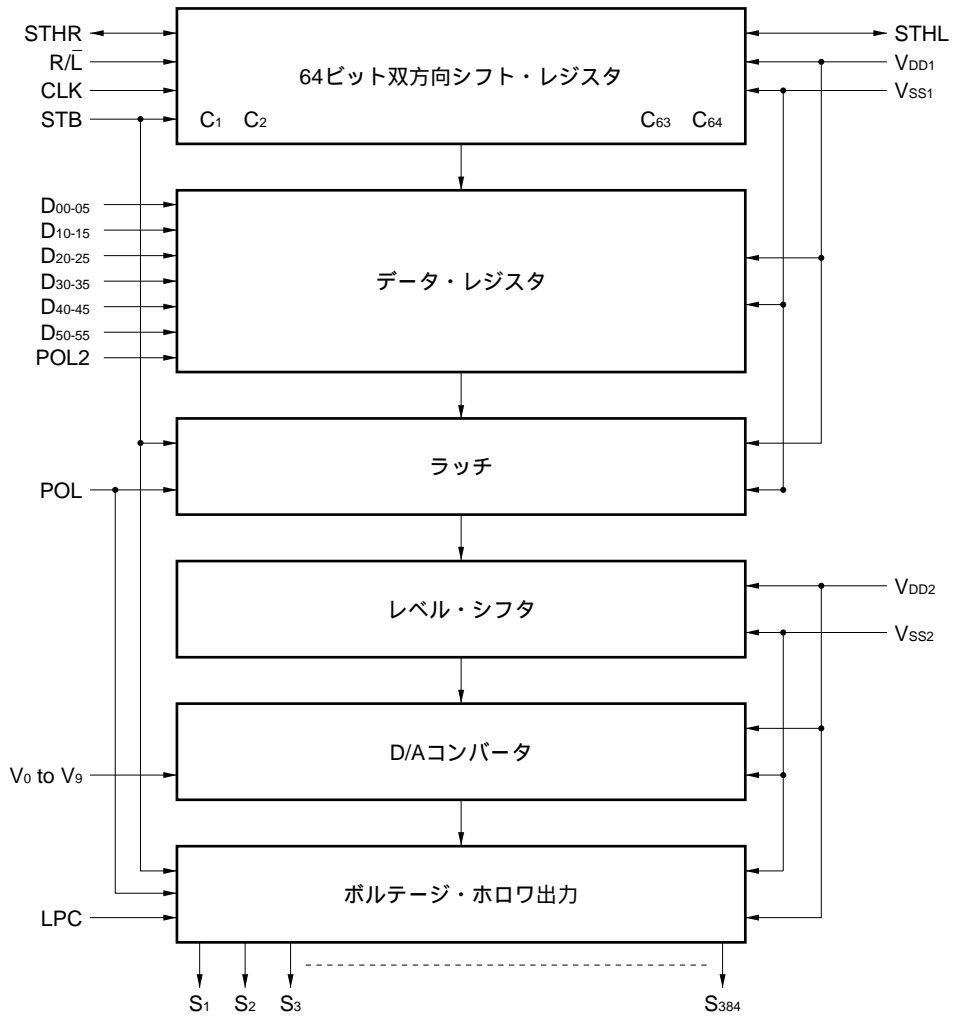 STHR
STHL
R/L̅
64ビット双方向シフト・レジスタ
VDD1
CLK
VSS1
STB
C1 C2 C63 C64
D00-05
D10-15
D20-25
データ・レジスタ
D30-35
D40-45
D50-55
POL2
ラッチ
POL
レベル・シフタ
VDD2
VSS2
D/Aコンバータ
V0 to V9
ボルテージ・ホロワ出力
LPC
S1 S2 S3 S384